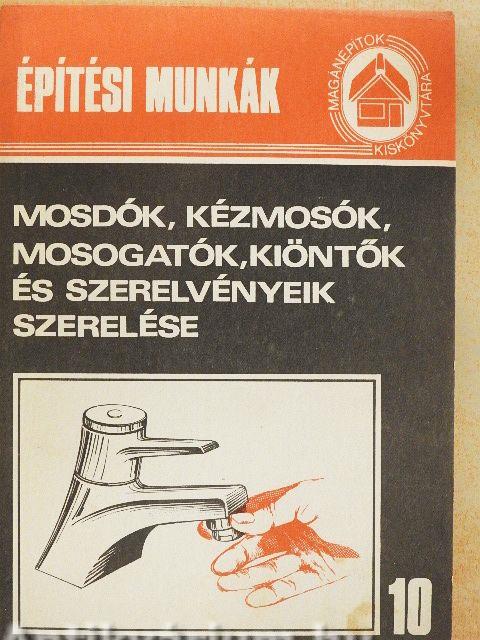 ÉPÍTÉSI MUNKÁK
MAGÁNÉPÍTŐK
KISKÖNYVTÁRA
MOSDÓK, KÉZMOSÓK,
MOSOGATÓK, KIÖNTŐK
ÉS SZERELVÉNYEIK
SZERELÉSE
10